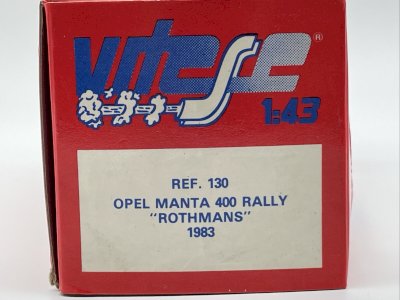 vitesse ®
1:43
REF. 130
OPEL MANTA 400 RALLY
"ROTHMANS"
1983